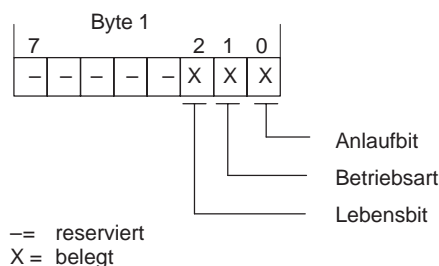 Byte 1
7 2 1 0
– – – – – X X X
Anlaufbit
Betriebsart
Lebensbit
–= reserviert
X = belegt